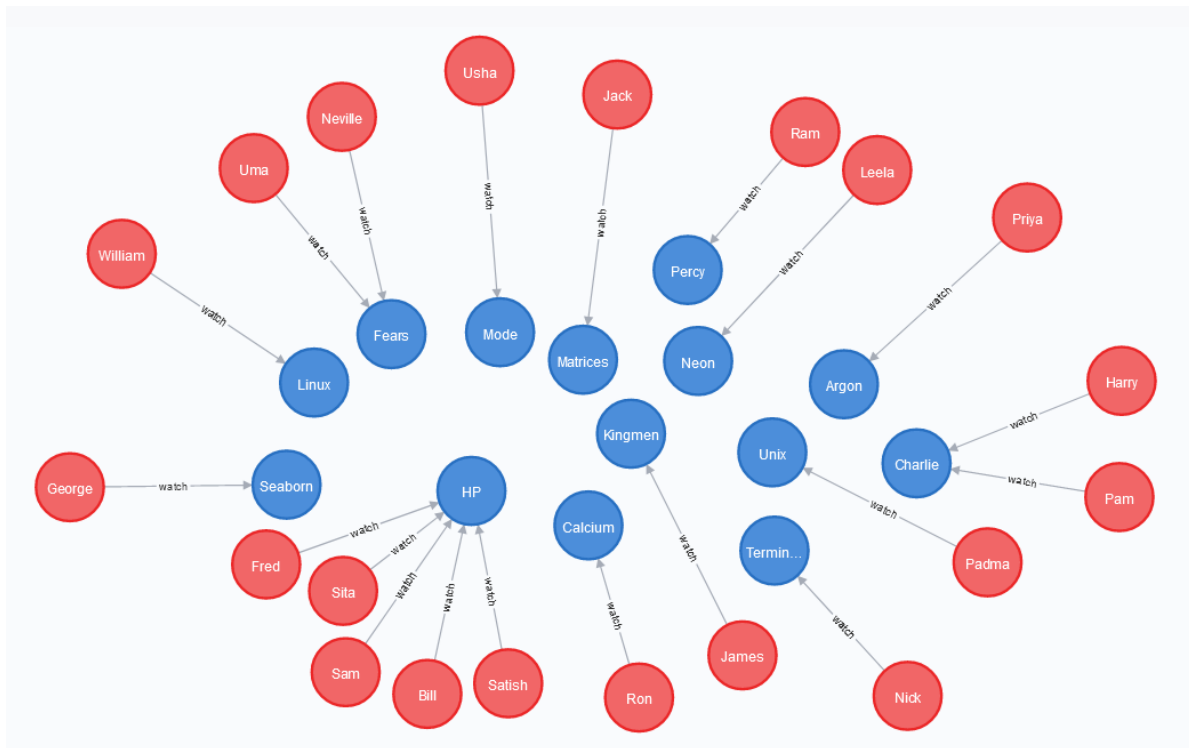 Usha
Jack
Neville
Ram
Uma
Leela
Priya
William
watch
watch
watch
watch
watch
watch
watch
watch
watch
Percy
Fears
Mode
Matrices
Neon
Argon
Linux
Harry
watch
Kingmen
Unix
Charlie
George
watch
Seaborn
HP
watch
Pam
Calcium
watch
watch
Termin...
Padma
Fred
watch
watch
Sita
watch
watch
watch
watch
watch
watch
Sam
Bill
Satish
Ron
James
Nick